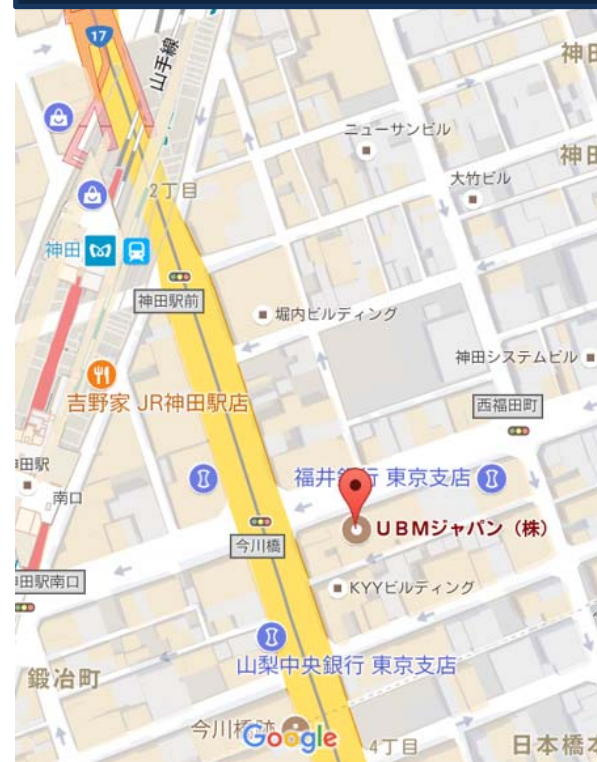 17
山手線
神田
ニューサンビル
神田
大竹ビル
2丁目
神田
神田駅前
堀内ビルディング
神田システムビル
吉野家 JR神田駅店
西福田町
田駅
南口
福井銀行 東京支店
UBMジャパン（株）
今川橋
田駅南口
KYYビルディング
山梨中央銀行 東京支店
鍛冶町
今川橋跡
Google
4丁目
日本橋本